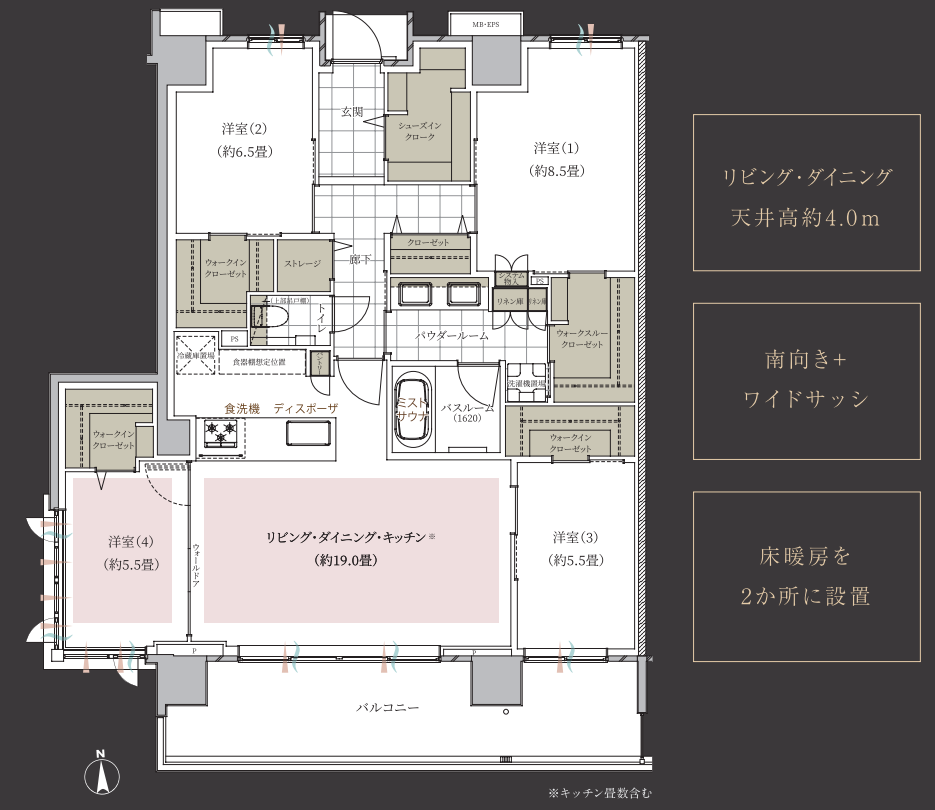 MB・EPS
玄関
シューズイン
クローク
洋室(2)
(約6.5畳)
洋室(1)
(約8.5畳)
リビング・ダイニング
天井高約4.0m
ウォークイン
クローゼット
ストレージ
廊下
クローゼット
システム
物入
PS
リネン庫
リネン庫
(上部吊戸棚)
トイレ
パウダールーム
ウォークスルー
クローゼット
冷蔵庫置場
PS
食器棚想定位置
パントリー
洗濯機置場
南向き+
ワイドサッシ
食洗機
ディスポーザ
ミスト
サウナ
バスルーム
(1620)
ウォークイン
クローゼット
ウォークイン
クローゼット
洋室(4)
(約5.5畳)
ウォールドア
リビング・ダイニング・キッチン※
(約19.0畳)
洋室(3)
(約5.5畳)
床暖房を
2か所に設置
P
P
バルコニー
N
※キッチン畳数含む